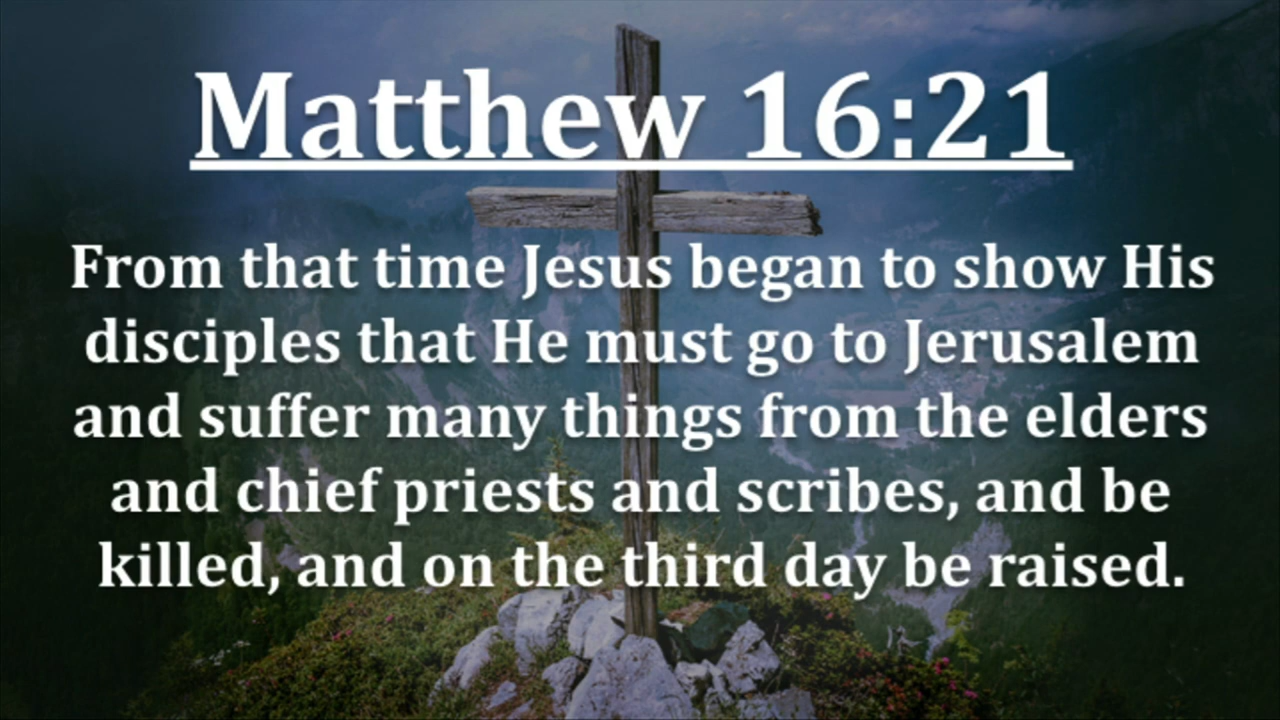 Matthew 16:21
From that time Jesus began to show His
disciples that He must go to Jerusalem
and suffer many things from the elders
and chief priests and scribes, and be
killed, and on the third day be raised.